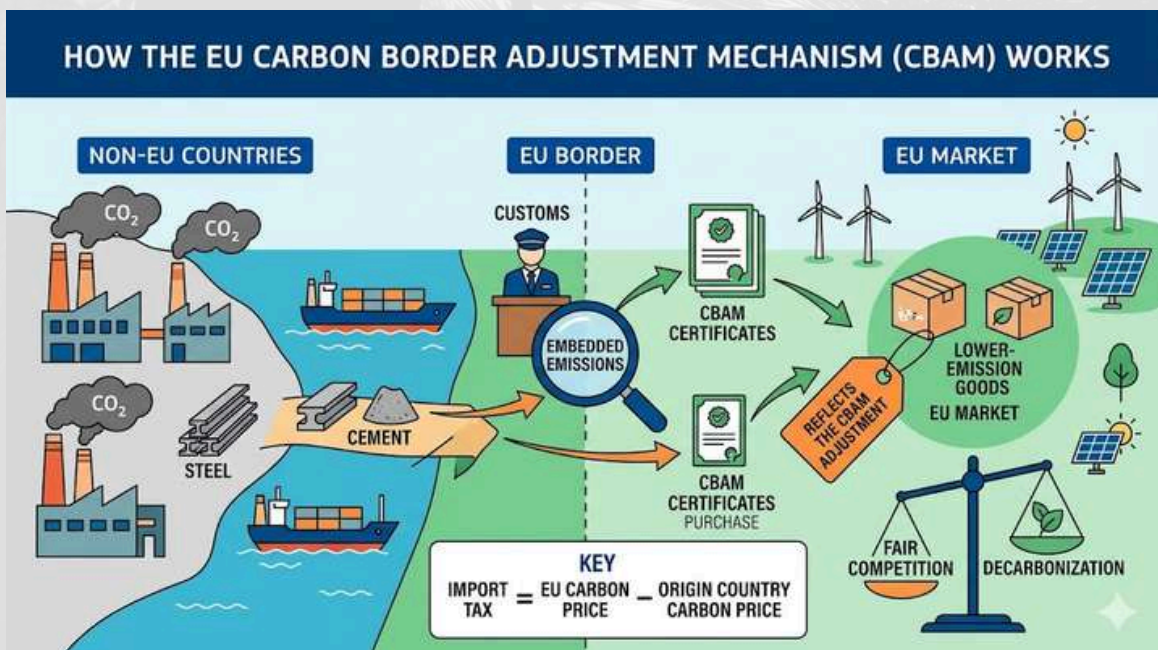 HOW THE EU CARBON BORDER ADJUSTMENT MECHANISM (CBAM) WORKS
NON-EU COUNTRIES
EU BORDER
EU MARKET
CO₂
CO₂
CUSTOMS
CBAM
CERTIFICATES
EMBEDDED
EMISSIONS
LOWER-
EMISSION
GOODS
EU MARKET
REFLECTS
THE CBAM
ADJUSTMENT
CO₂
STEEL
CEMENT
CBAM
CERTIFICATES
PURCHASE
FAIR
COMPETITION
DECARBONIZATION
KEY
IMPORT
TAX
=
EU CARBON
PRICE
−
ORIGIN COUNTRY
CARBON PRICE